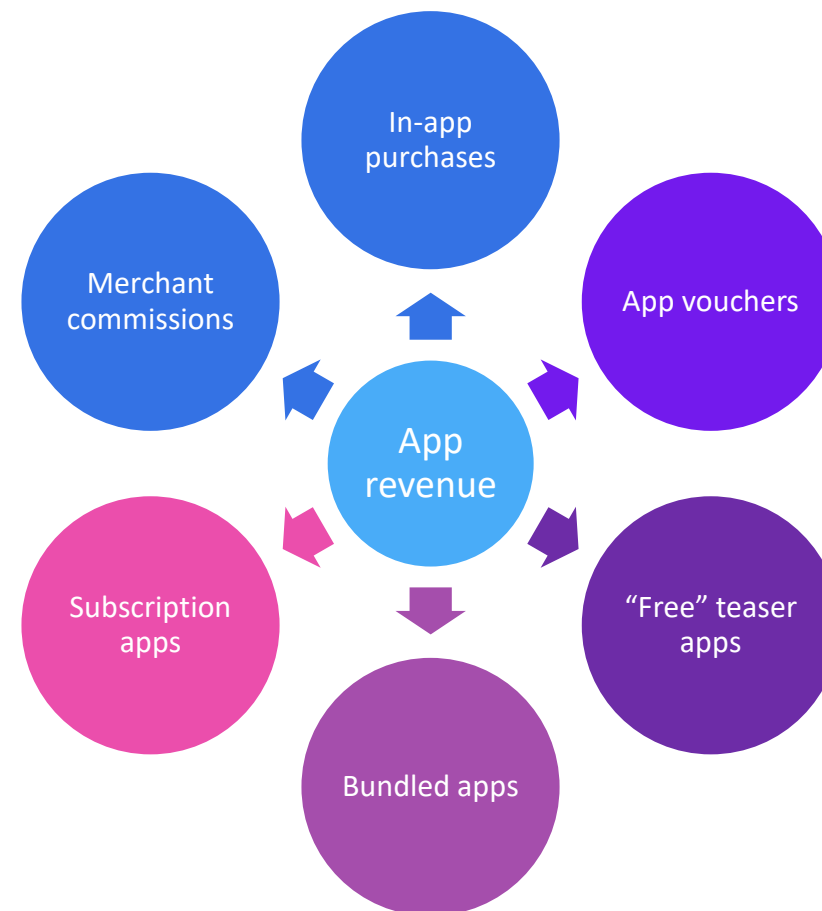 In-app
purchases
App vouchers
“Free” teaser
apps
Bundled apps
Subscription
apps
Merchant
commissions
App
revenue